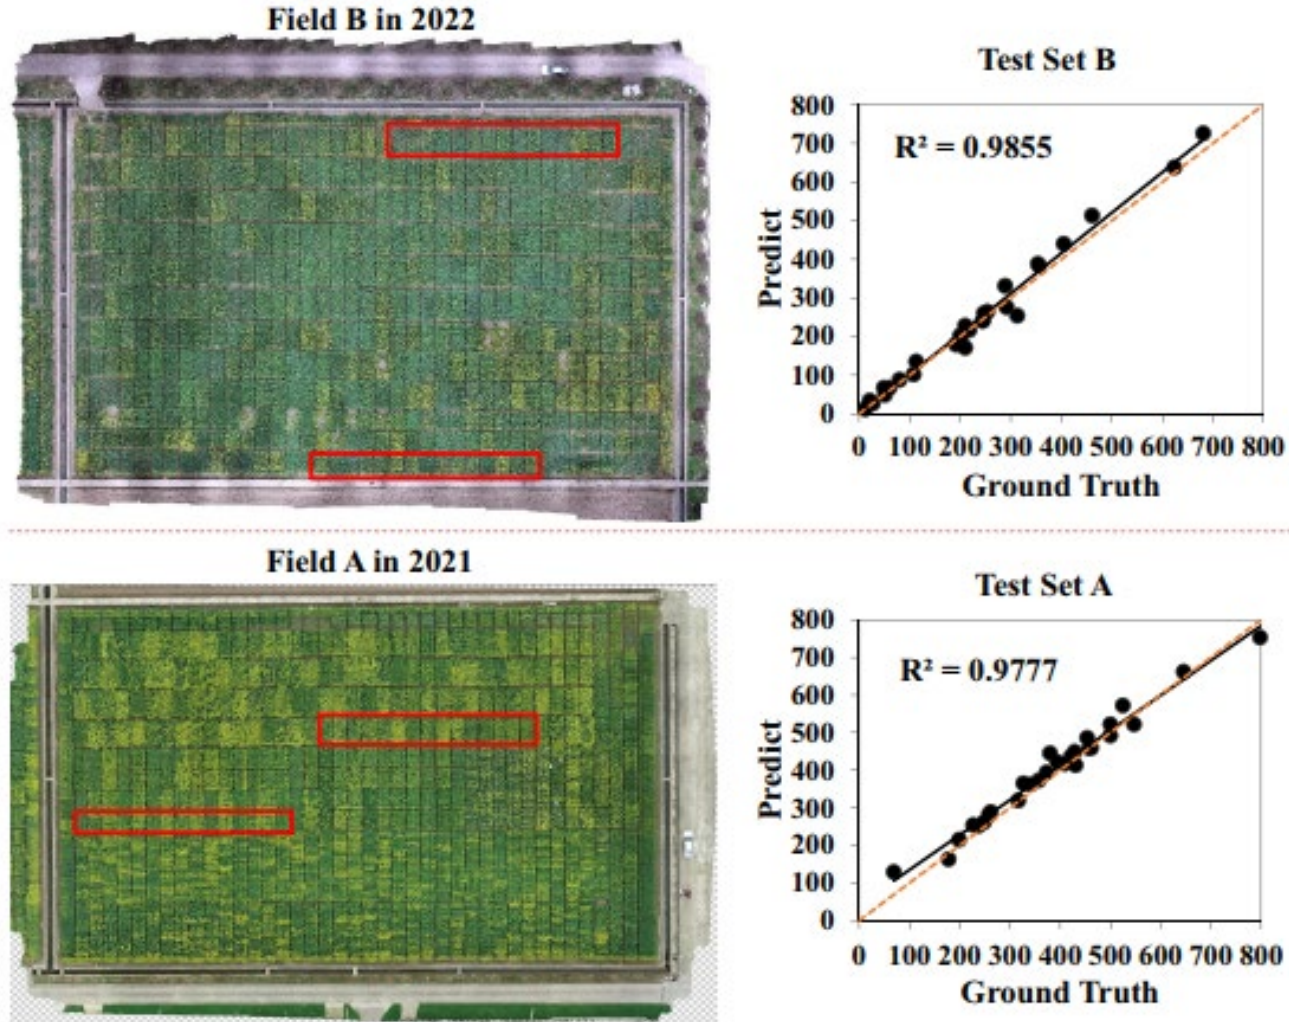 Field B in 2022
Test Set B
R² = 0.9855
Predict
800
700
600
500
400
300
200
100
0
0 100 200 300 400 500 600 700 800
Ground Truth
Field A in 2021
Test Set A
R² = 0.9777
Predict
800
700
600
500
400
300
200
100
0
0 100 200 300 400 500 600 700 800
Ground Truth